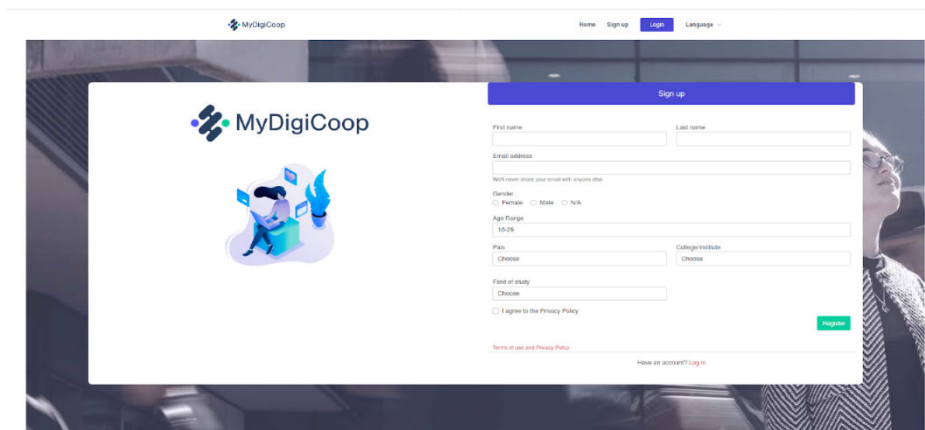 MyDigiCoop
Home Sign up Login Language
MyDigiCoop
Sign up
First name Last name
Email address
We'll never share your email with anyone else
Gender
Female Male N/A
Age Range
18-29
País College/Institute
Choose Choose
Field of study
Choose
I agree to the Privacy Policy
Register
Terms of use and Privacy Policy
Have an account? Log in